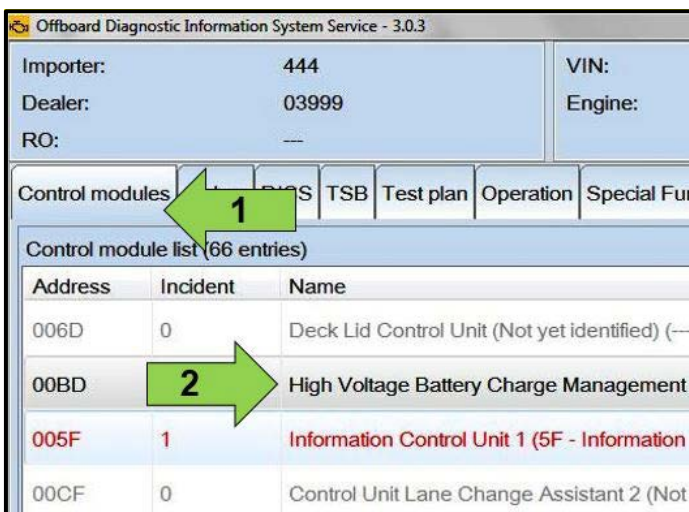 Offboard Diagnostic Information System Service - 3.0.3
Importer: 444 VIN:
Dealer: 03999 Engine:
RO: ---
Control modules TSB Test plan Operation Special Fu
1
Control module list (66 entries)
Address Incident Name
006D 0 Deck Lid Control Unit (Not yet identified) (---
00BD 2 High Voltage Battery Charge Management
005F 1 Information Control Unit 1 (5F - Information
00CF 0 Control Unit Lane Change Assistant 2 (Not